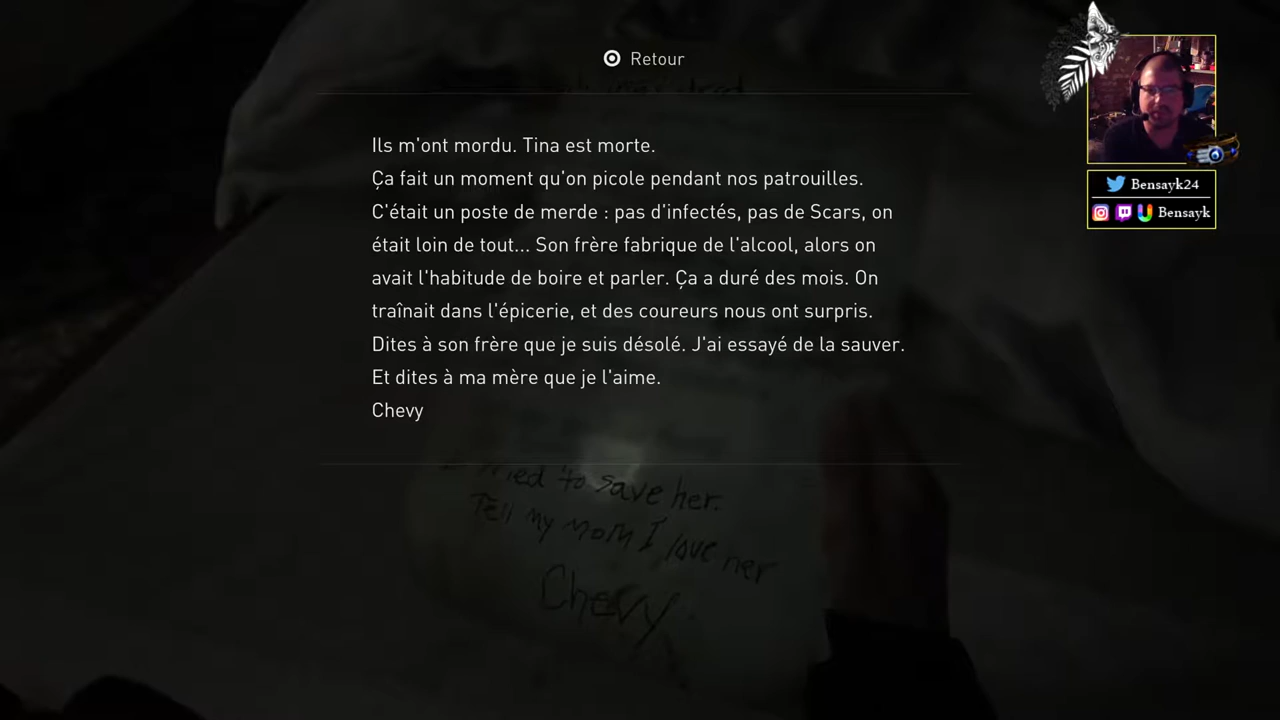 Retour
Ils m'ont mordu. Tina est morte.
Ça fait un moment qu'on picole pendant nos patrouilles.
C'était un poste de merde : pas d'infectés, pas de Scars, on
était loin de tout... Son frère fabrique de l'alcool, alors on
avait l'habitude de boire et parler. Ça a duré des mois. On
traînait dans l'épicerie, et des coureurs nous ont surpris.
Dites à son frère que je suis désolé. J'ai essayé de la sauver.
Et dites à ma mère que je l'aime.
Chevy
tried to save her.
Tell my mom I love her
Chevy
Bensayk24
Bensayk